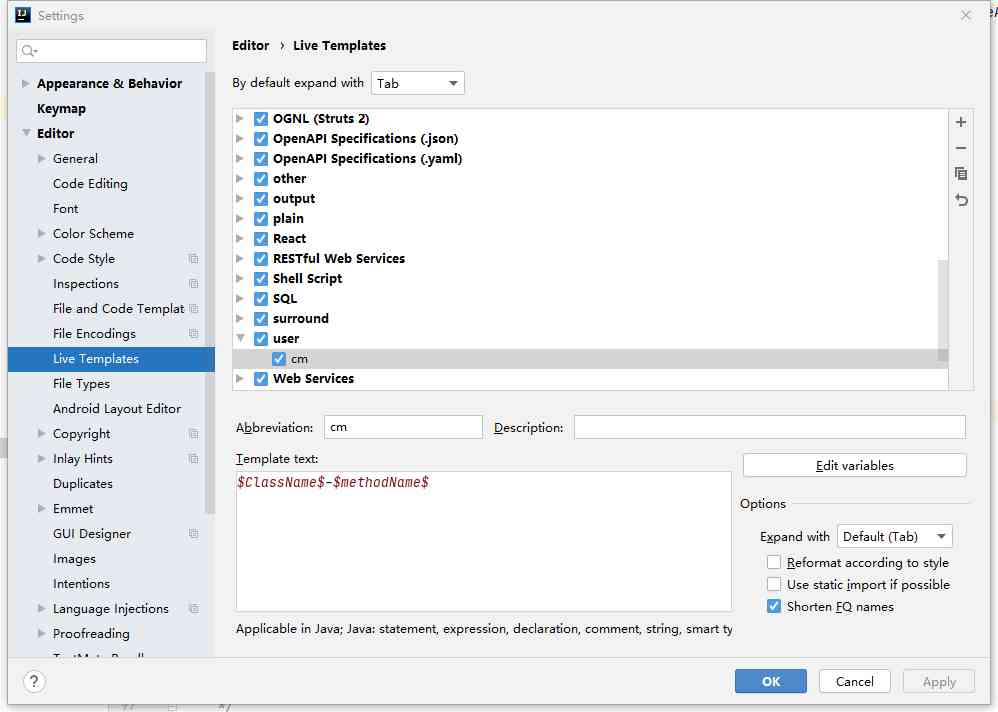 Settings
Appearance & Behavior
Keymap
Editor
General
Code Editing
Font
Color Scheme
Code Style
Inspections
File and Code Templat
File Encodings
Live Templates
File Types
Android Layout Editor
Copyright
Inlay Hints
Duplicates
Emmet
GUI Designer
Images
Intentions
Language Injections
Proofreading
Editor › Live Templates
By default expand with Tab
OGNL (Struts 2)
OpenAPI Specifications (.json)
OpenAPI Specifications (.yaml)
other
output
plain
React
RESTful Web Services
Shell Script
SQL
surround
user
cm
Web Services
Abbreviation: cm Description:
Template text:
$ClassName$-$methodName$
Edit variables
Options
Expand with Default (Tab)
Reformat according to style
Use static import if possible
Shorten FQ names
Applicable in Java; Java: statement, expression, declaration, comment, string, smart ty
? OK Cancel Apply